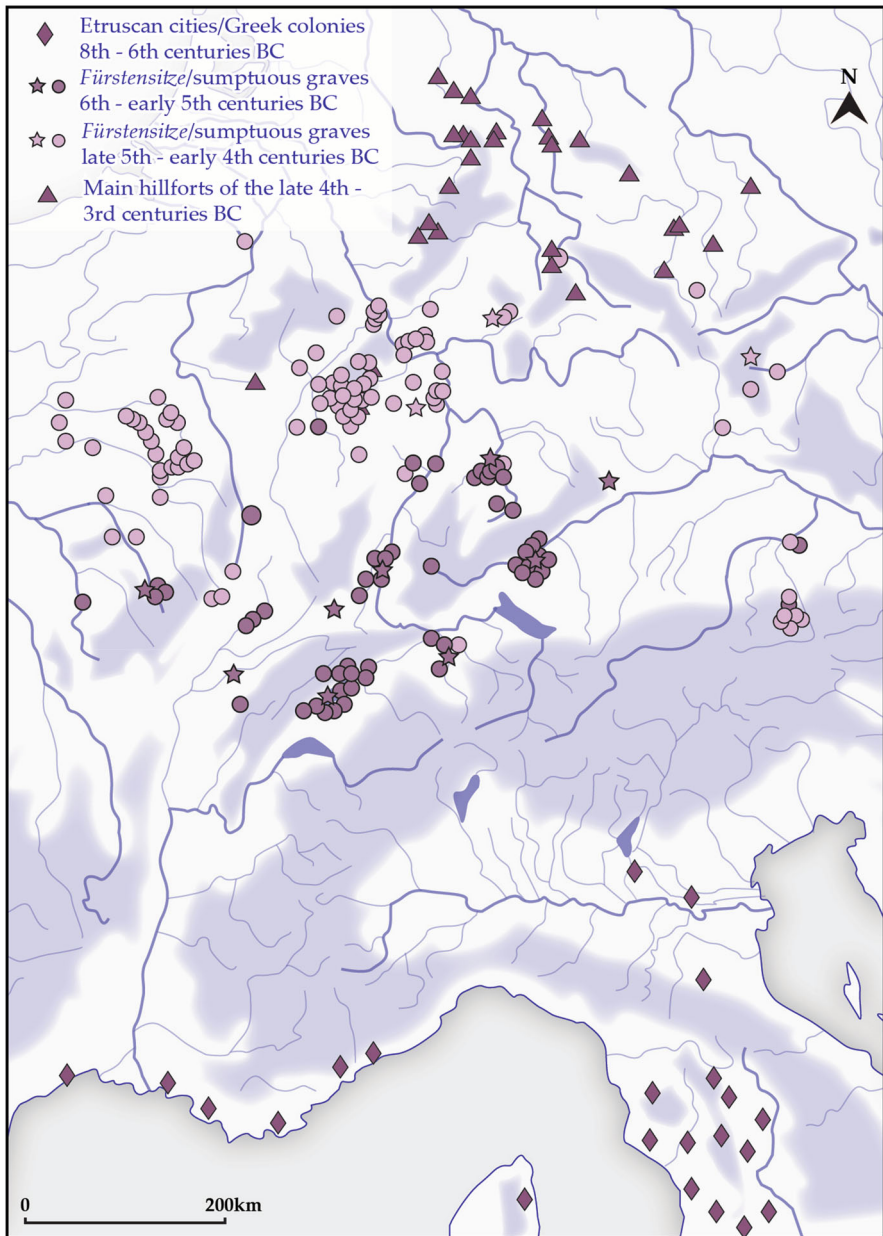 Etruscan cities/Greek colonies
8th - 6th centuries BC
Fürstensitze/sumptuous graves
6th - early 5th centuries BC
Fürstensitze/sumptuous graves
late 5th - early 4th centuries BC
Main hillforts of the late 4th -
3rd centuries BC
N
0 200km